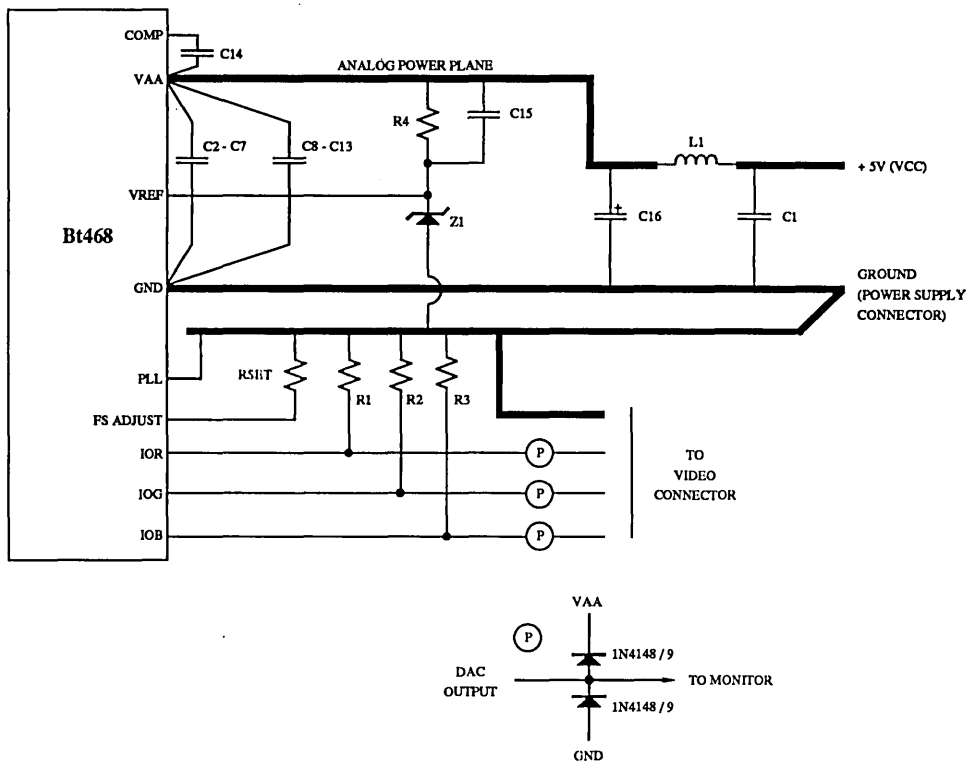 COMP
C14
VAA
ANALOG POWER PLANE
C15
R4
L1
C2 - C7
C8 - C13
+ 5V (VCC)
VREF
+
C16
C1
Z1
Bt468
GND
GROUND
(POWER SUPPLY
CONNECTOR)
PLL
RSET
R1
R2
R3
FS ADJUST
IOR
P
TO
VIDEO
CONNECTOR
IOG
P
IOB
P
VAA
P
1N4148 / 9
DAC
OUTPUT
TO MONITOR
1N4148 / 9
GND